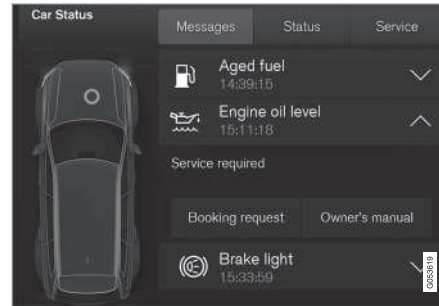 Car Status
Messages
Status
Service
Aged fuel
14:39:15
Engine oil level
15:11:18
Service required
Booking request
Owner's manual
Brake light
15:33:59
G053619